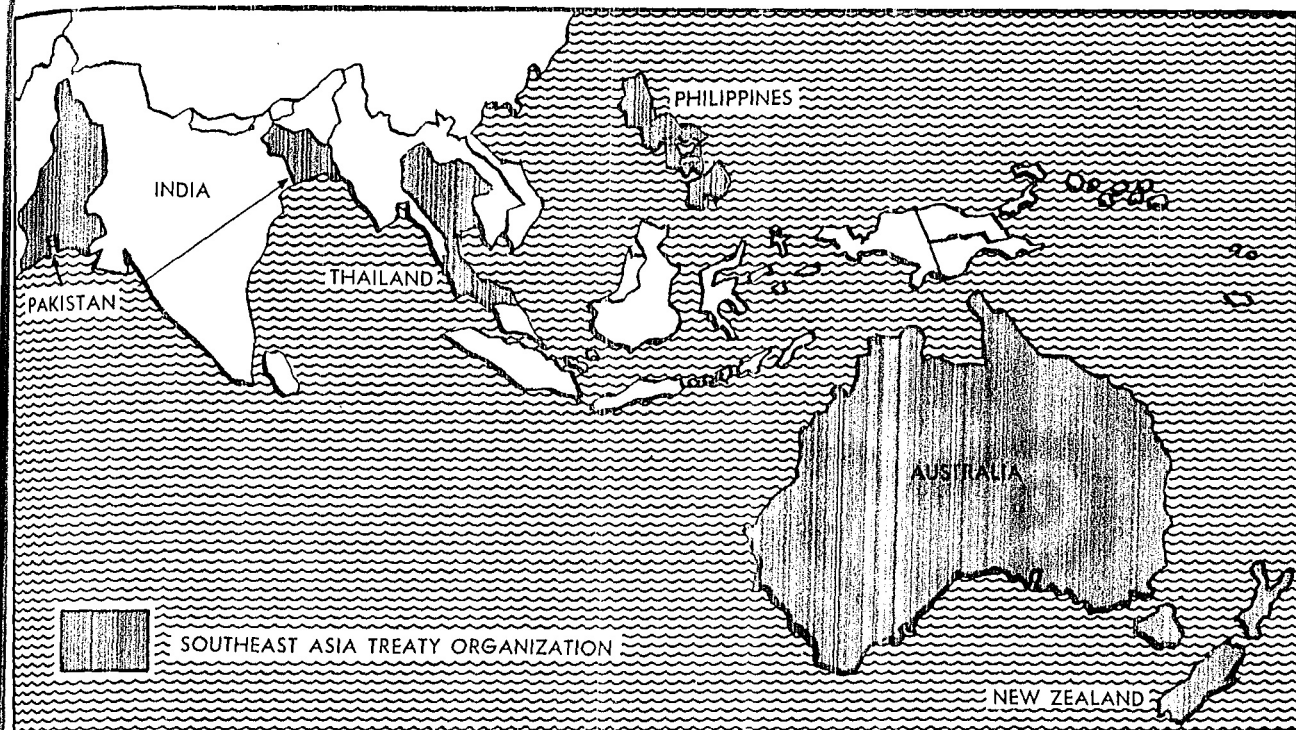 PHILIPPINES
INDIA
THAILAND
PAKISTAN
AUSTRALIA
SOUTHEAST ASIA TREATY ORGANIZATION
NEW ZEALAND